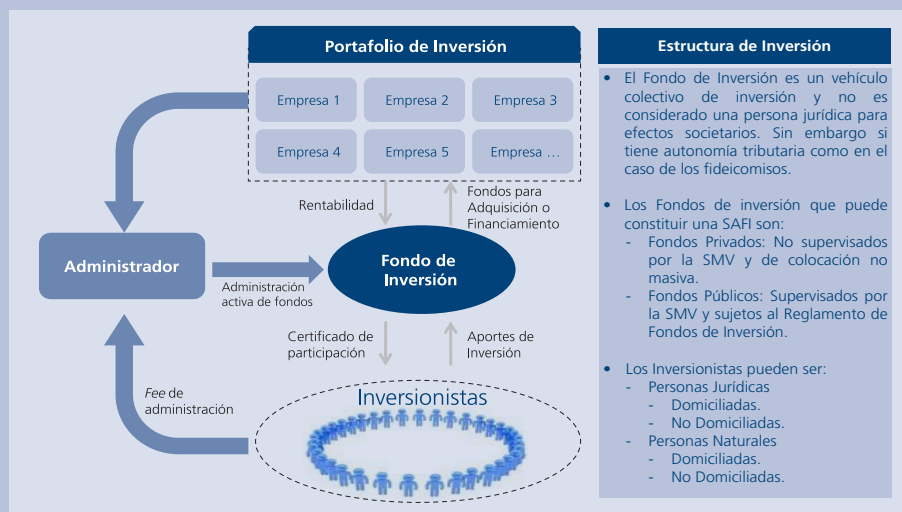 Portafolio de Inversión
Empresa 1
Empresa 2
Empresa 3
Empresa 4
Empresa 5
Empresa ...
Rentabilidad
Fondos para
Adquisición o
Financiamiento
Administrador
Administración
activa de fondos
Fondo de
Inversión
Certificado de
participación
Aportes de
Inversión
Fee de
administración
Inversionistas
Estructura de Inversión
• El Fondo de Inversión es un vehículo
colectivo de inversión y no es
considerado una persona jurídica para
efectos societarios. Sin embargo si
tiene autonomía tributaria como en el
caso de los fideicomisos.
• Los Fondos de inversión que puede
constituir una SAFI son:
- Fondos Privados: No supervisados
por la SMV y de colocación no
masiva.
- Fondos Públicos: Supervisados por
la SMV y sujetos al Reglamento de
Fondos de Inversión.
• Los Inversionistas pueden ser:
- Personas Jurídicas
- Domiciliadas.
- No Domiciliadas.
- Personas Naturales
- Domiciliadas.
- No Domiciliadas.